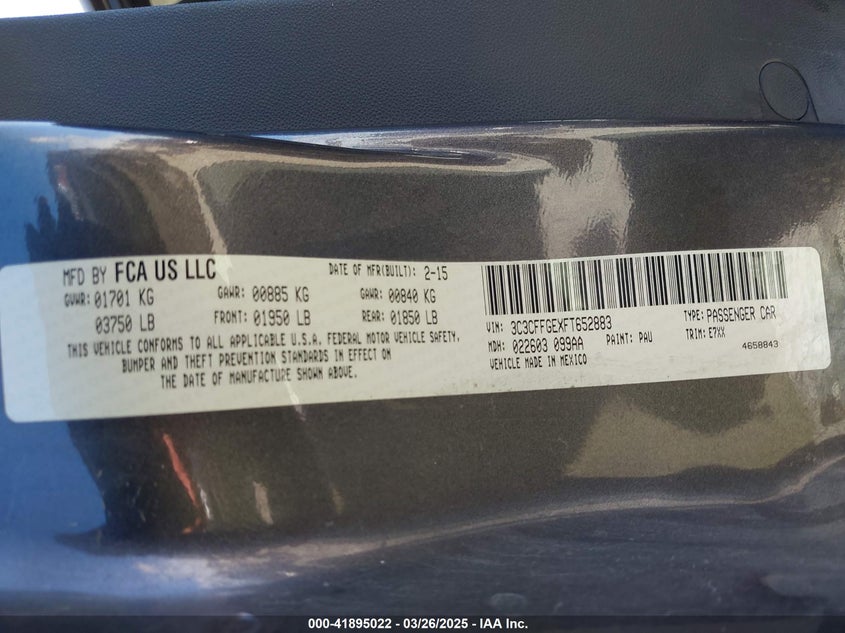 MFD BY FCA US LLC
DATE OF MFR(BUILT): 2-15
GVWR: 01701 KG
GAWR: 00885 KG
GAWR: 00840 KG
03750 LB
FRONT: 01950 LB
REAR: 01850 LB
THIS VEHICLE CONFORMS TO ALL APPLICABLE U.S.A. FEDERAL MOTOR VEHICLE SAFETY,
BUMPER AND THEFT PREVENTION STANDARDS IN EFFECT ON
THE DATE OF MANUFACTURE SHOWN ABOVE.
VIN: 3C3CFFGEXFT652883
TYPE: PASSENGER CAR
MDH: 022603 099AA
PAINT: PAU
TRIM: E7XX
VEHICLE MADE IN MEXICO
4658843
000-41895022 - 03/26/2025 - IAA Inc.